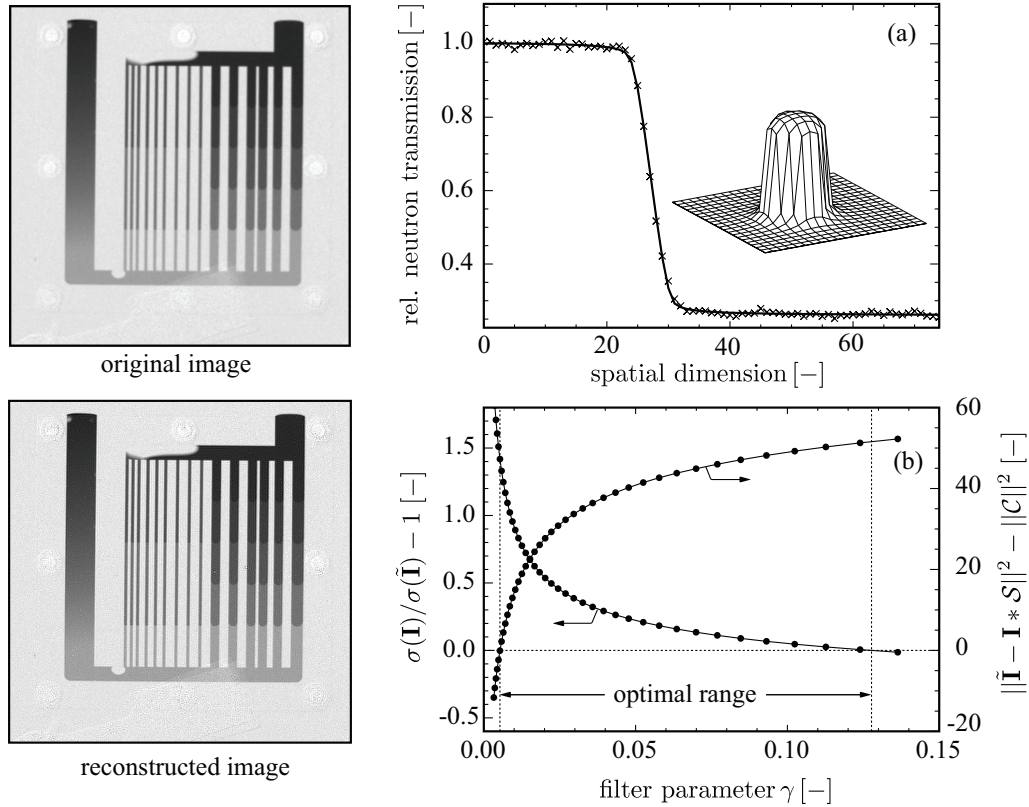 original image
reconstructed image
(a)
rel. neutron transmission [−]
1.0
0.8
0.6
0.4
0
20
40
60
spatial dimension [−]
(b)
σ(I)/σ(Ĩ) − 1 [−]
1.5
1.0
0.5
0.0
-0.5
60
40
20
0
-20
||Ĩ − I ∗ S||² − ||C||² [−]
optimal range
0.00
0.05
0.10
0.15
filter parameter γ [−]